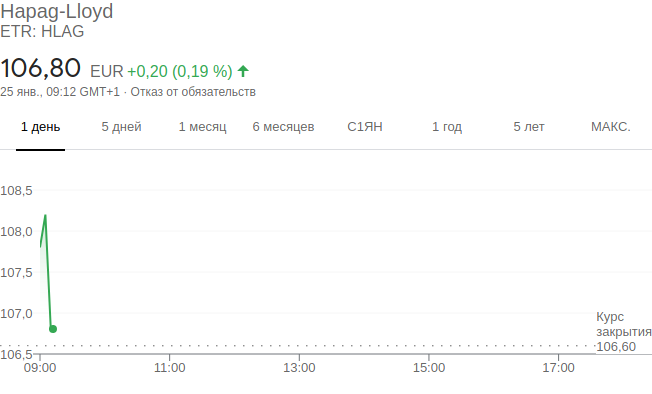 Hapag-Lloyd
ETR: HLAG
106,80 EUR +0,20 (0,19 %)
25 янв., 09:12 GMT+1 · Отказ от обязательств
1 день 5 дней 1 месяц 6 месяцев С1ЯН 1 год 5 лет МАКС.
108,5
108,0
107,5
107,0
Курс
закрытия
106,60
106,5
09:00 11:00 13:00 15:00 17:00